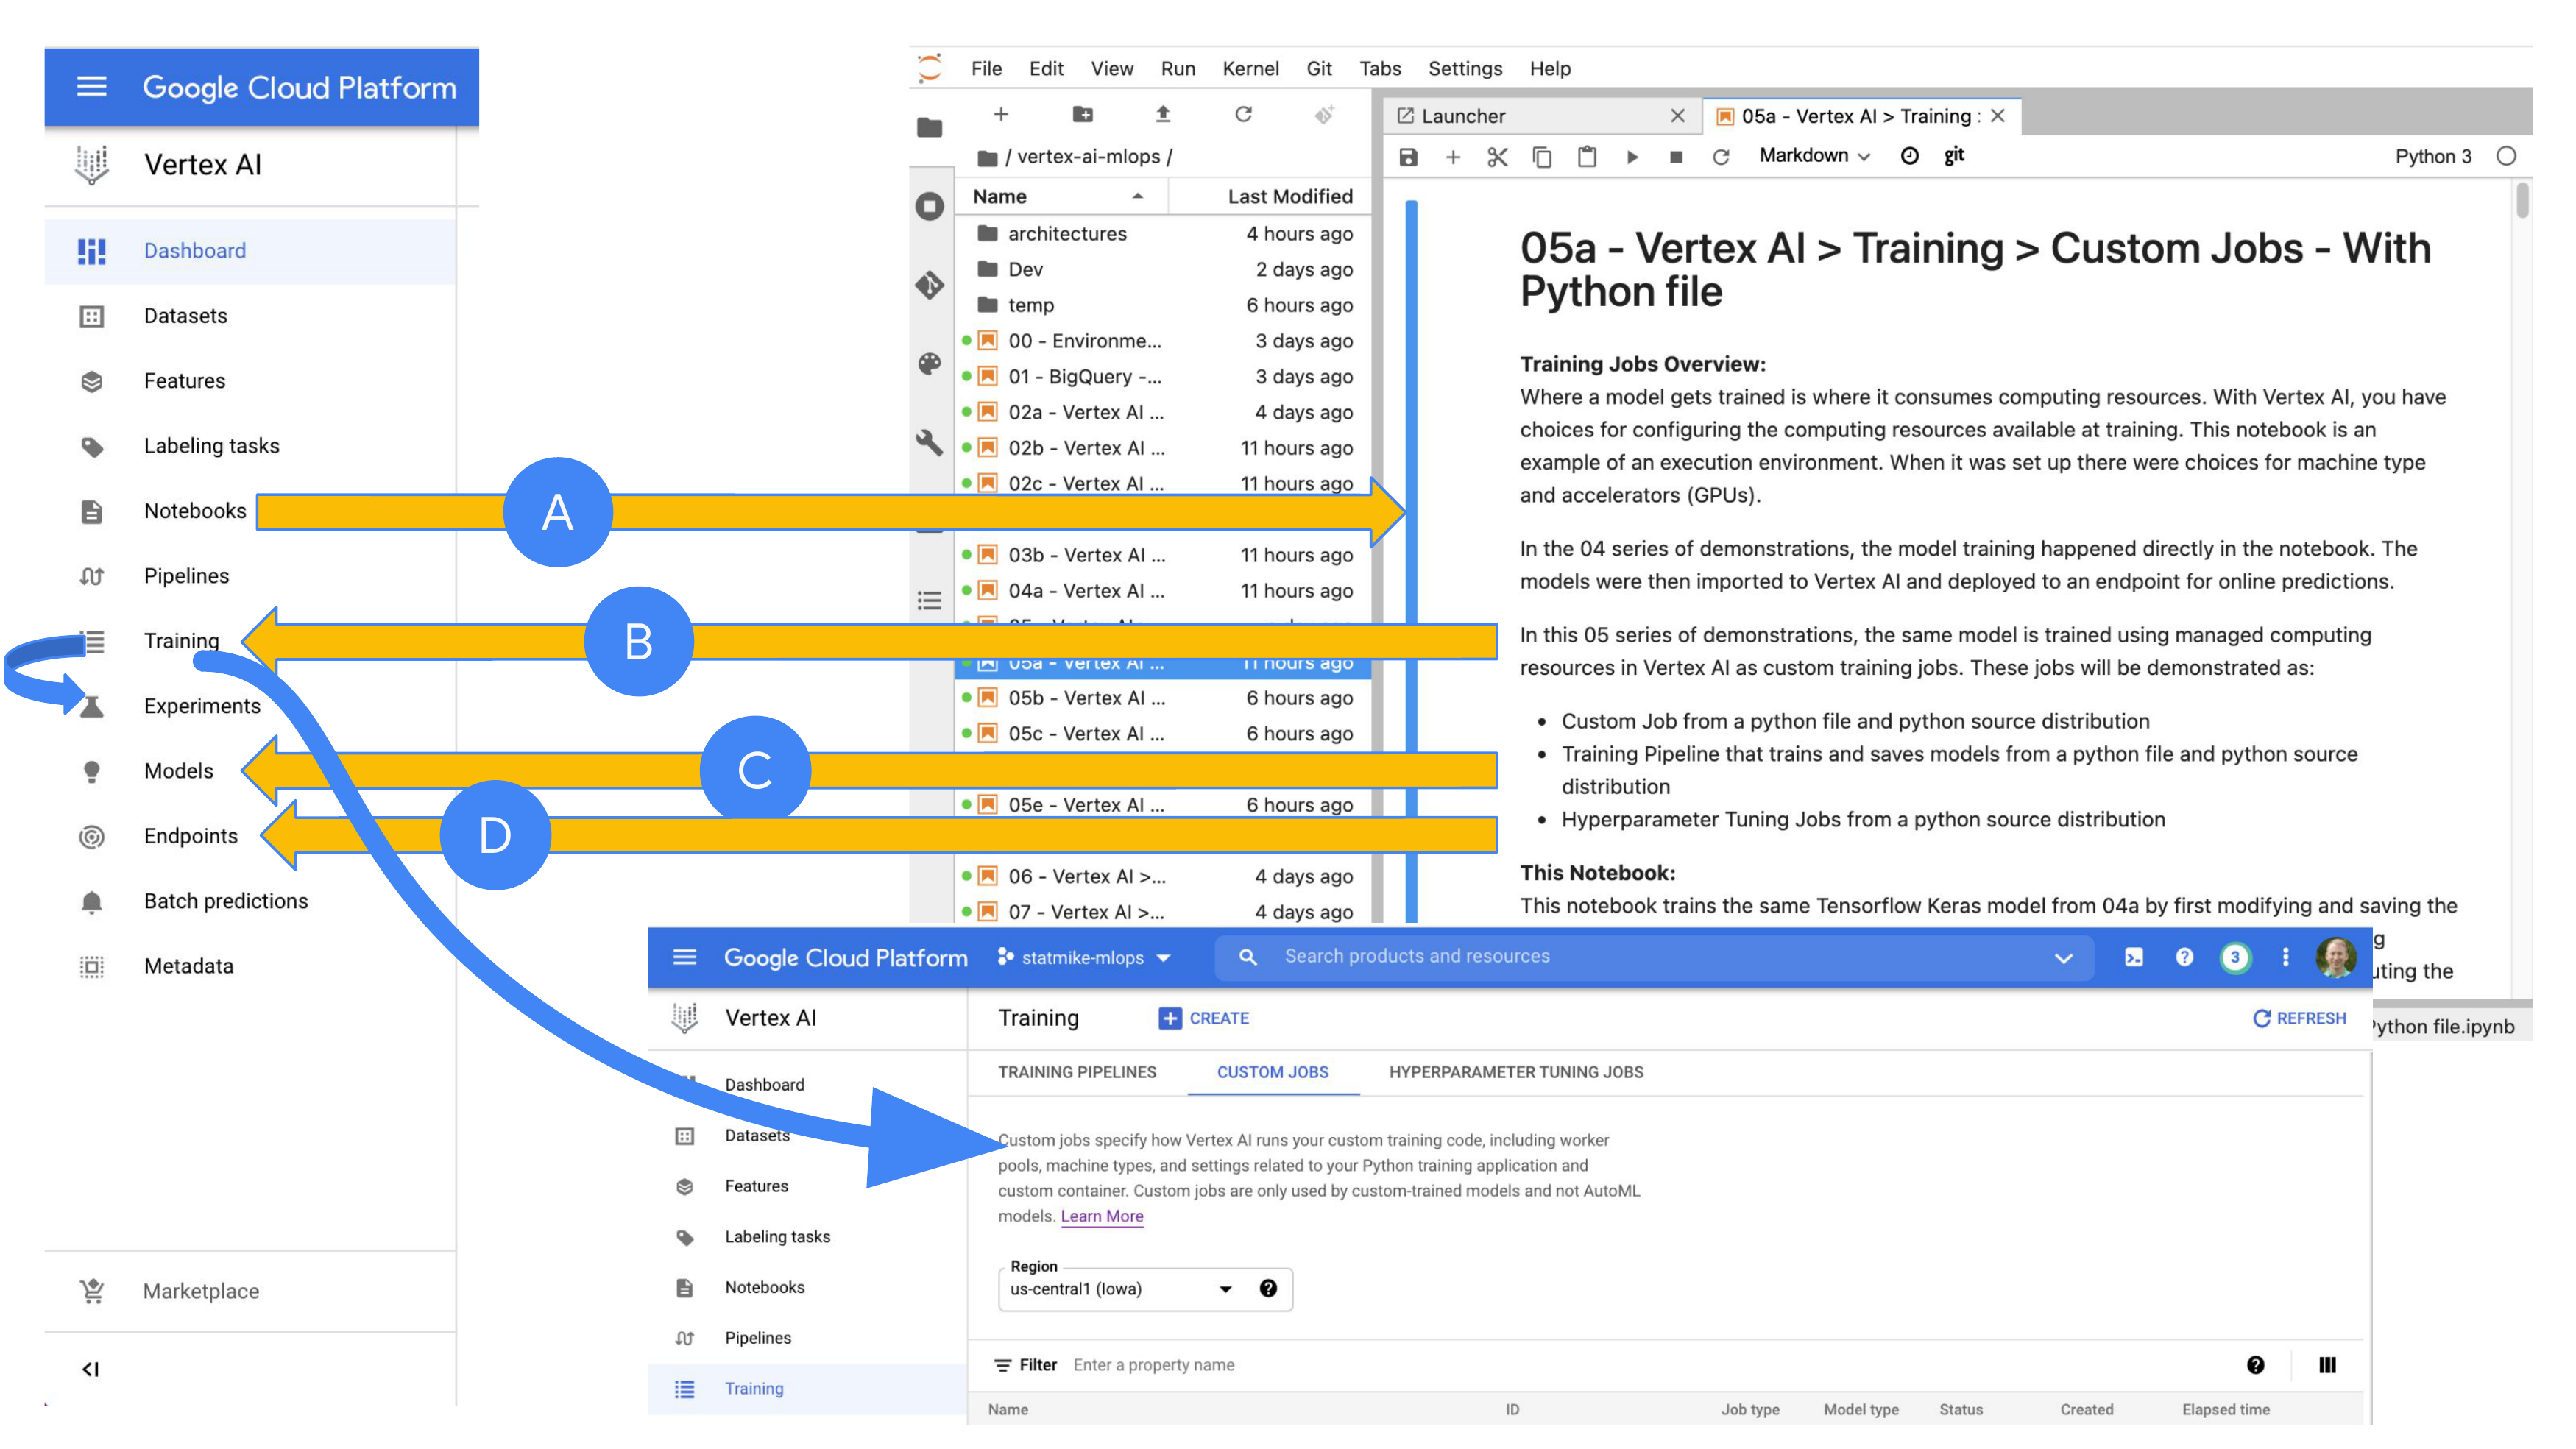 Google Cloud Platform
Vertex AI
Dashboard
Datasets
Features
Labeling tasks
Notebooks
Pipelines
Training
Experiments
Models
Endpoints
Batch predictions
Metadata
Marketplace
A
B
C
D
File Edit View Run Kernel Git Tabs Settings Help
/ vertex-ai-mlops /
Name Last Modified
architectures 4 hours ago
Dev 2 days ago
temp 6 hours ago
00 - Environme... 3 days ago
01 - BigQuery -... 3 days ago
02a - Vertex AI ... 4 days ago
02b - Vertex AI ... 11 hours ago
02c - Vertex AI ... 11 hours ago
03b - Vertex AI ... 11 hours ago
04a - Vertex AI ... 11 hours ago
05a - Vertex AI ... 11 hours ago
05b - Vertex AI ... 6 hours ago
05c - Vertex AI ... 6 hours ago
05e - Vertex AI ... 6 hours ago
06 - Vertex AI >... 4 days ago
07 - Vertex AI >... 4 days ago
Launcher
05a - Vertex AI > Training :
Markdown git Python 3
05a - Vertex AI > Training > Custom Jobs - With
Python file
Training Jobs Overview:
Where a model gets trained is where it consumes computing resources. With Vertex AI, you have
choices for configuring the computing resources available at training. This notebook is an
example of an execution environment. When it was set up there were choices for machine type
and accelerators (GPUs).
In the 04 series of demonstrations, the model training happened directly in the notebook. The
models were then imported to Vertex AI and deployed to an endpoint for online predictions.
In this 05 series of demonstrations, the same model is trained using managed computing
resources in Vertex AI as custom training jobs. These jobs will be demonstrated as:
• Custom Job from a python file and python source distribution
• Training Pipeline that trains and saves models from a python file and python source
distribution
• Hyperparameter Tuning Jobs from a python source distribution
This Notebook:
This notebook trains the same Tensorflow Keras model from 04a by first modifying and saving the
g
uting the
Python file.ipynb
Google Cloud Platform statmike-mlops Search products and resources 3
Vertex AI
Dashboard
Datasets
Features
Labeling tasks
Notebooks
Pipelines
Training
Training CREATE REFRESH
TRAINING PIPELINES CUSTOM JOBS HYPERPARAMETER TUNING JOBS
Custom jobs specify how Vertex AI runs your custom training code, including worker
pools, machine types, and settings related to your Python training application and
custom container. Custom jobs are only used by custom-trained models and not AutoML
models. Learn More
Region
us-central1 (Iowa)
Filter Enter a property name
Name ID Job type Model type Status Created Elapsed time